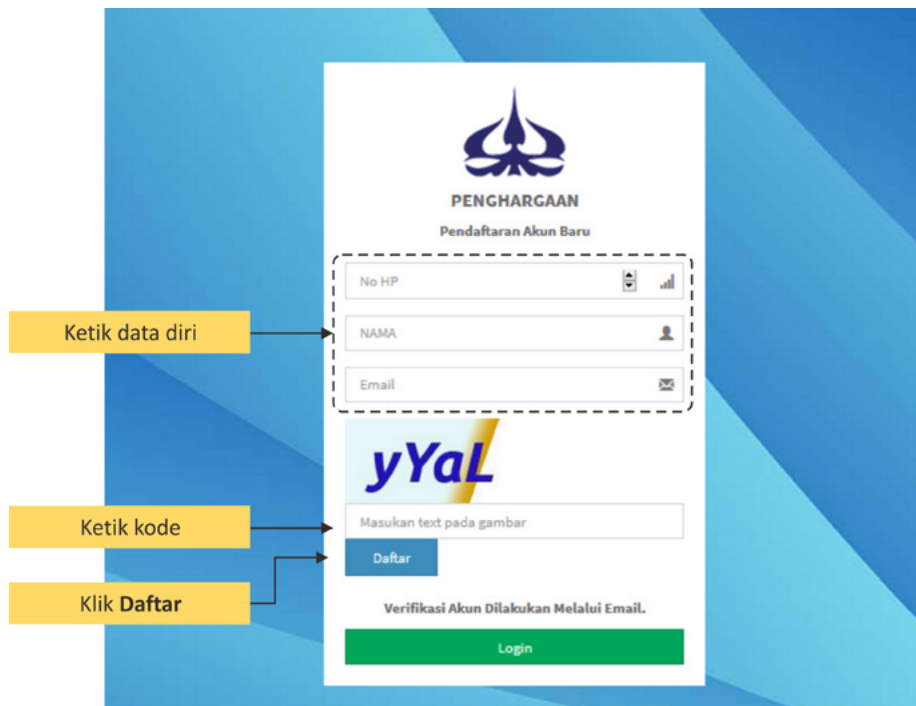 PENGHARGAAN
Pendaftaran Akun Baru
No HP
Ketik data diri
NAMA
Email
yYaL
Ketik kode
Masukan text pada gambar
Daftar
Klik Daftar
Verifikasi Akun Dilakukan Melalui Email.
Login